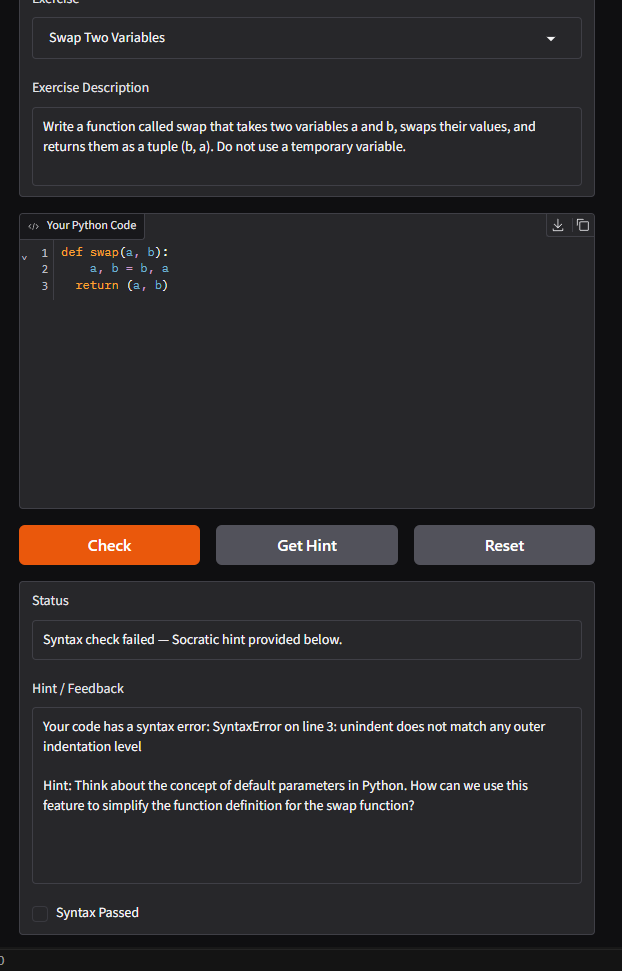 Exercise
Swap Two Variables
Exercise Description
Write a function called swap that takes two variables a and b, swaps their values, and
returns them as a tuple (b, a). Do not use a temporary variable.
</> Your Python Code
1 def swap(a, b):
2     a, b = b, a
3   return (a, b)
Check
Get Hint
Reset
Status
Syntax check failed — Socratic hint provided below.
Hint / Feedback
Your code has a syntax error: SyntaxError on line 3: unindent does not match any outer
indentation level
Hint: Think about the concept of default parameters in Python. How can we use this
feature to simplify the function definition for the swap function?
Syntax Passed